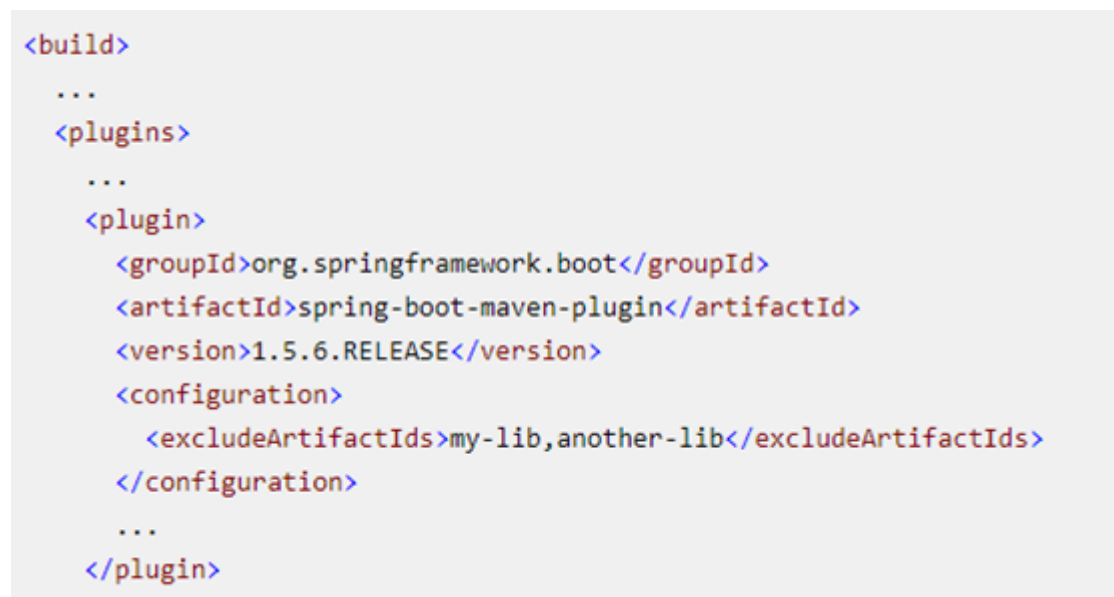 <build>
...
<plugins>
...
<plugin>
<groupId>org.springframework.boot</groupId>
<artifactId>spring-boot-maven-plugin</artifactId>
<version>1.5.6.RELEASE</version>
<configuration>
<excludeArtifactIds>my-lib,another-lib</excludeArtifactIds>
</configuration>
...
</plugin>